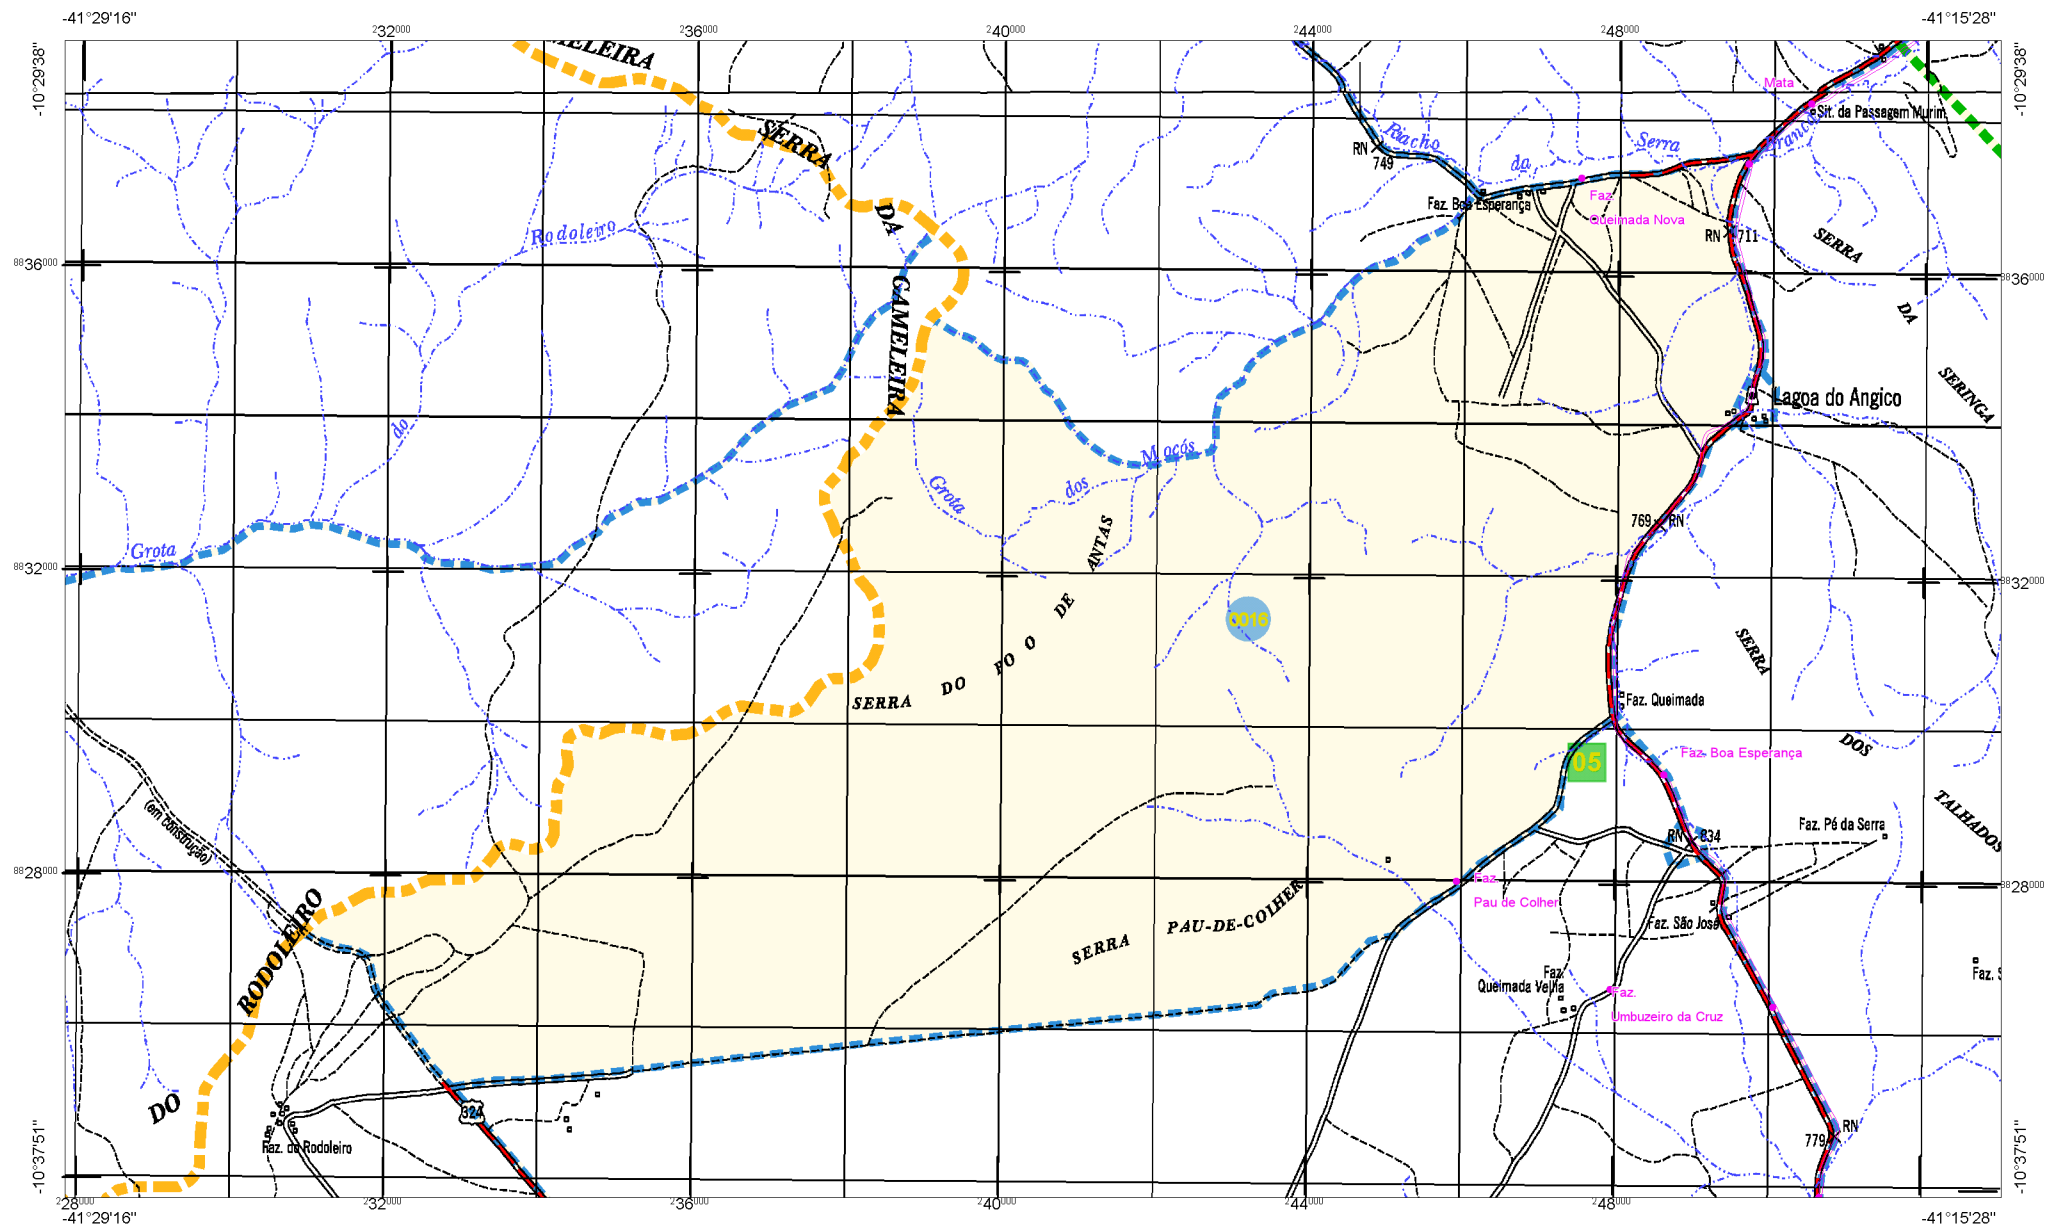 -41°29'16"
-41°15'28"
²32⁰⁰⁰
²36⁰⁰⁰
²40⁰⁰⁰
²44⁰⁰⁰
²48⁰⁰⁰
-10°29'38"
-10°29'38"
MELEIRA
SERRA
DA
GAMELEIRA
Mata
Sit. da Passagem Murim
Branca
Riacho
da
Serra
RN
749
Faz. Boa Esperança
Faz.
Queimada Nova
RN
711
SERRA
DA
SERINGA
Rodoleiro
do
88³⁶⁰⁰⁰
88³⁶⁰⁰⁰
Lagoa do Angico
Mocós
dos
Grota
Grota
769
RN
ANTAS
DE
O
PO
DO
SERRA
0016
88³²⁰⁰⁰
88³²⁰⁰⁰
SERRA
DOS
TALHADOS
Faz. Queimada
Faz. Boa Esperança
05
(em construção)
RN
834
Faz. Pé da Serra
88²⁸⁰⁰⁰
88²⁸⁰⁰⁰
Faz.
Pau de Colher
SERRA
PAU-DE-COLHER
Faz. São José
Faz. S
RODOLEIRO
DO
Faz.
Queimada Velha
Faz.
Umbuzeiro da Cruz
324
Faz. do Rodoleiro
RN
779
-10°37'51"
-10°37'51"
²28⁰⁰⁰
²32⁰⁰⁰
²36⁰⁰⁰
²40⁰⁰⁰
²44⁰⁰⁰
²48⁰⁰⁰
-41°29'16"
-41°15'28"